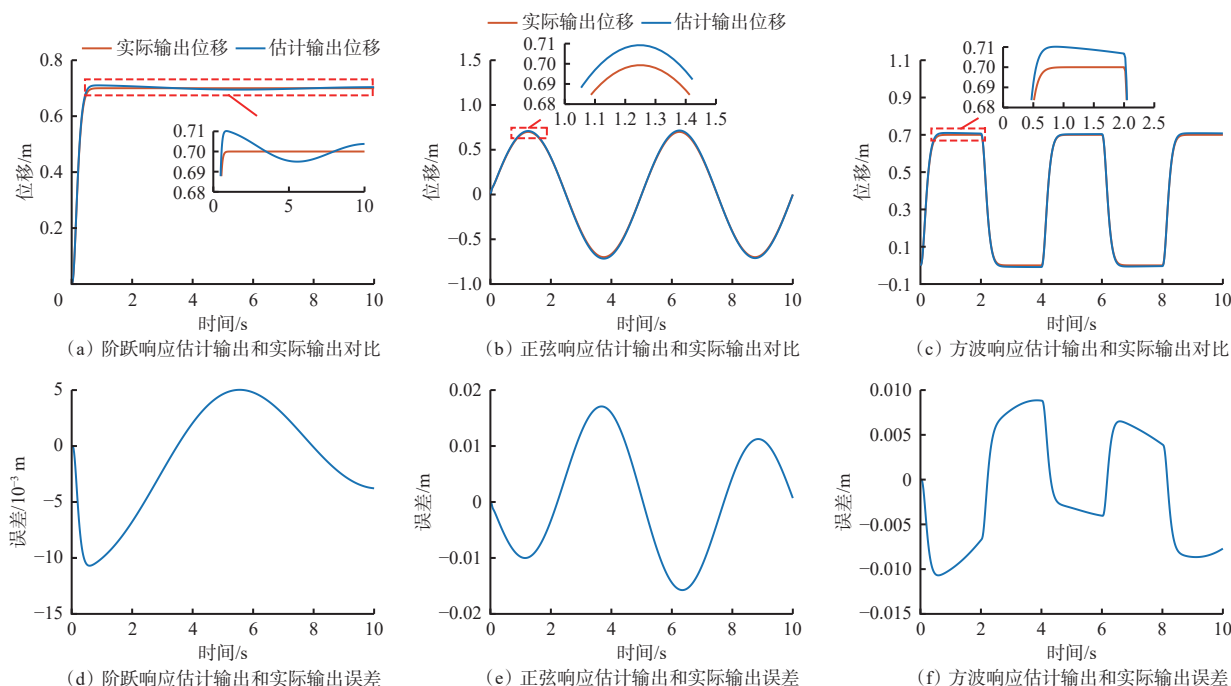 实际输出位移 估计输出位移
0.8
0.6
0.4
0.2
0
0 2 4 6 8 10
位移/m
时间/s
0.71
0.70
0.69
0.68
0 5 10
(a) 阶跃响应估计输出和实际输出对比
实际输出位移 估计输出位移
1.5
1.0
0.5
0
−0.5
−1.0
0 2 4 6 8 10
位移/m
时间/s
0.71
0.70
0.69
0.68
1.0 1.1 1.2 1.3 1.4 1.5
(b) 正弦响应估计输出和实际输出对比
实际输出位移 估计输出位移
1.1
0.9
0.7
0.5
0.3
0.1
−0.1
0 2 4 6 8 10
位移/m
时间/s
0.71
0.70
0.69
0.68
0 0.5 1.0 1.5 2.0 2.5
(c) 方波响应估计输出和实际输出对比
5
0
−5
−10
−15
0 2 4 6 8 10
误差/10⁻³ m
时间/s
(d) 阶跃响应估计输出和实际输出误差
0.02
0.01
0
−0.01
−0.02
0 2 4 6 8 10
误差/m
时间/s
(e) 正弦响应估计输出和实际输出误差
0.010
0.005
0
−0.005
−0.010
−0.015
0 2 4 6 8 10
误差/m
时间/s
(f) 方波响应估计输出和实际输出误差